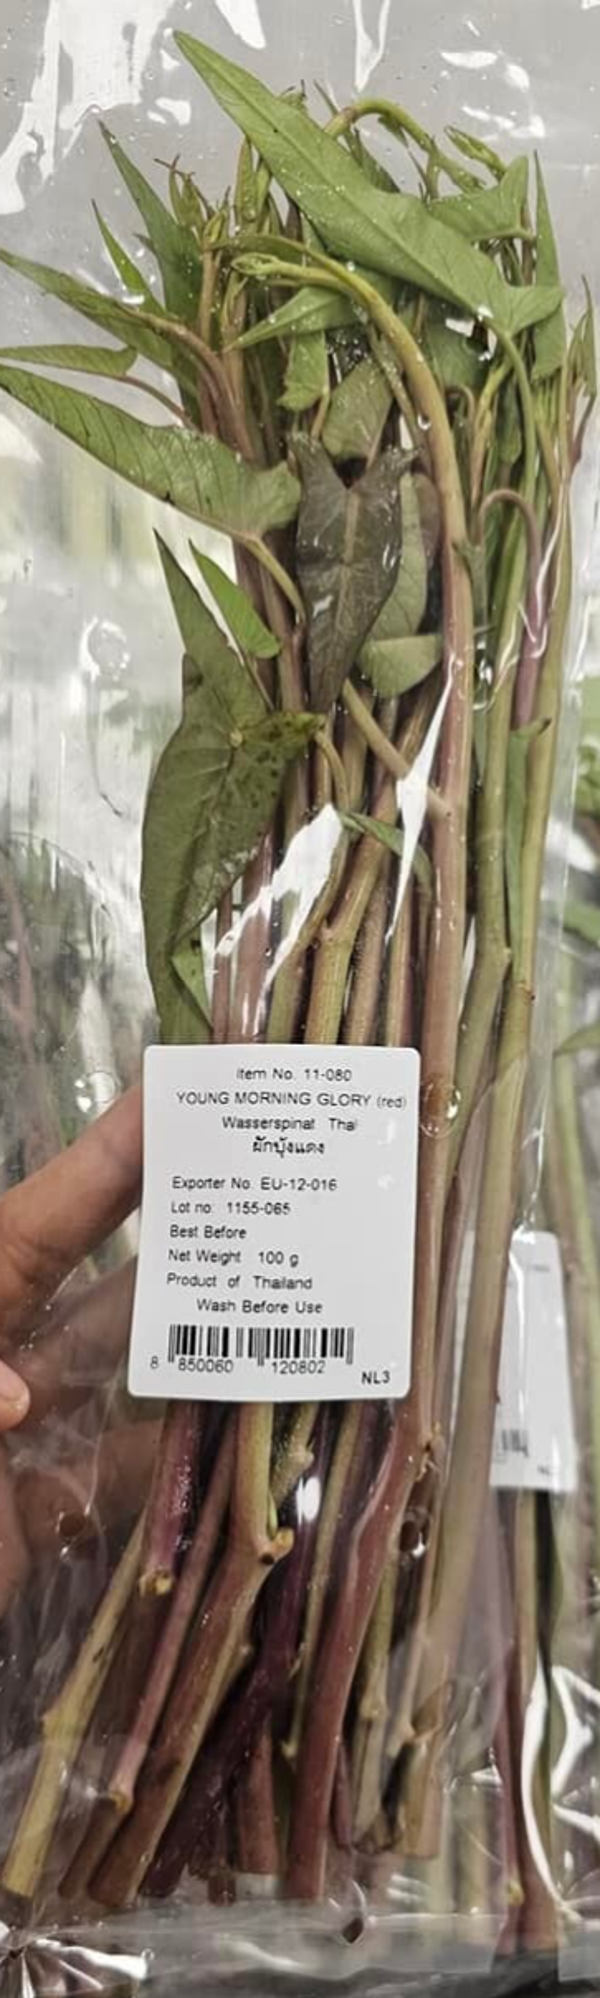 Item No. 11-080
YOUNG MORNING GLORY (red)
Wasserspinat Thai
ผักบุ้งแดง
Exporter No. EU-12-016
Lot no: 1155-065
Best Before
Net Weight 100 g
Product of Thailand
Wash Before Use
8 850060 120802
NL3